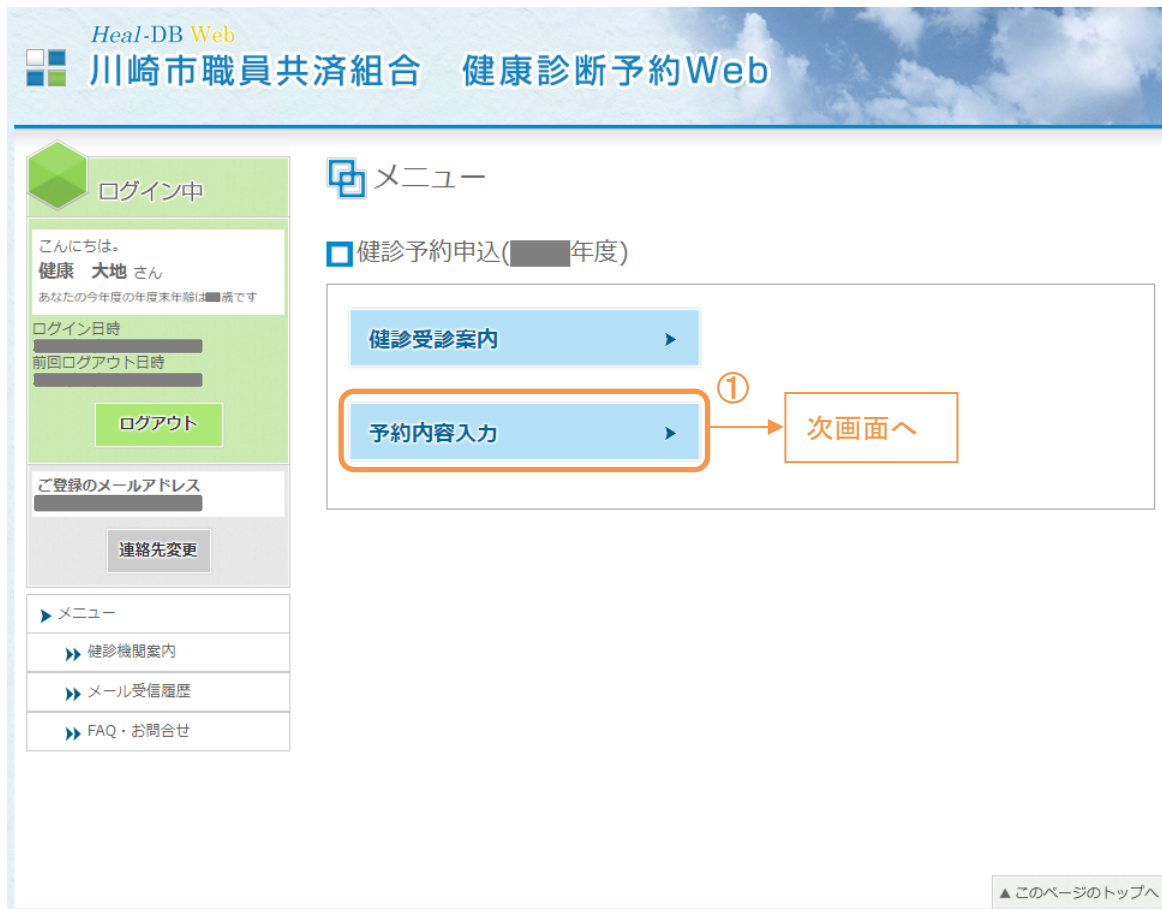 Heal-DB Web
川崎市職員共済組合　健康診断予約Web
ログイン中
こんにちは。
健康　大地 さん
あなたの今年度の年度末年齢は歳です
ログイン日時
前回ログアウト日時
ログアウト
ご登録のメールアドレス
連絡先変更
メニュー
健診機関案内
メール受信履歴
FAQ・お問合せ
メニュー
健診予約申込(年度)
健診受診案内
予約内容入力
①
次画面へ
▲このページのトップへ